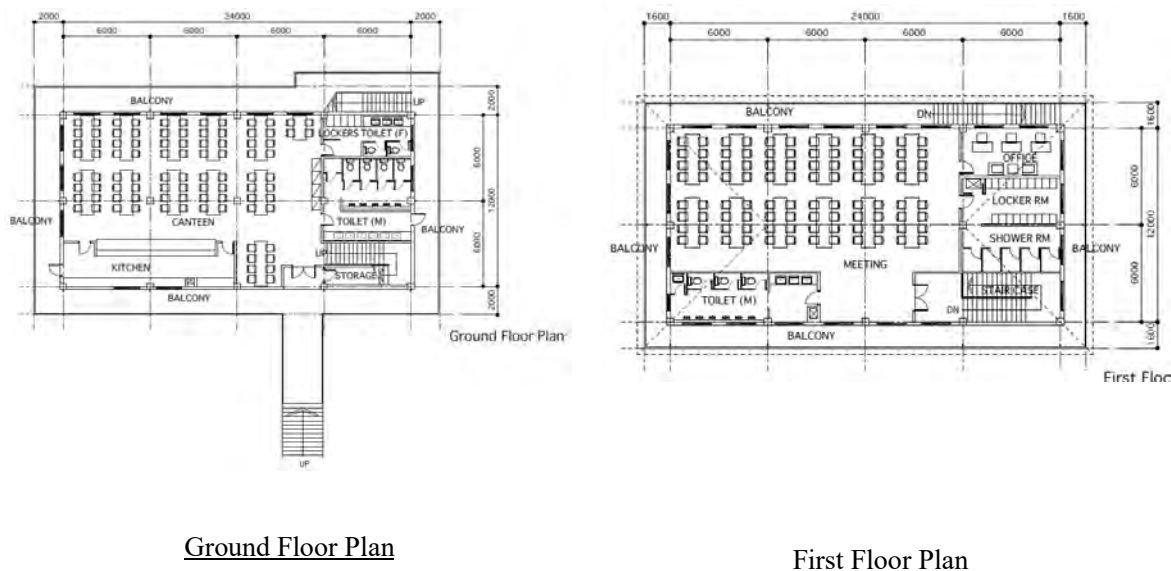 2000 24000 2000
6000 6000 6000 6000
BALCONY
UP
LOCKERS TOILET (F)
2000
6000
12000
6000
2000
BALCONY
CANTEEN
TOILET (M)
BALCONY
UP
KITCHEN
STORAGE
BALCONY
Ground Floor Plan
UP
Ground Floor Plan
1600 24000 1600
6000 6000 6000 6000
BALCONY
DN
OFFICE
1600
6000
12000
6000
1600
LOCKER RM
SHOWER RM
BALCONY
BALCONY
MEETING
TOILET (M)
STAIRCASE
DN
BALCONY
First Floc
First Floor Plan